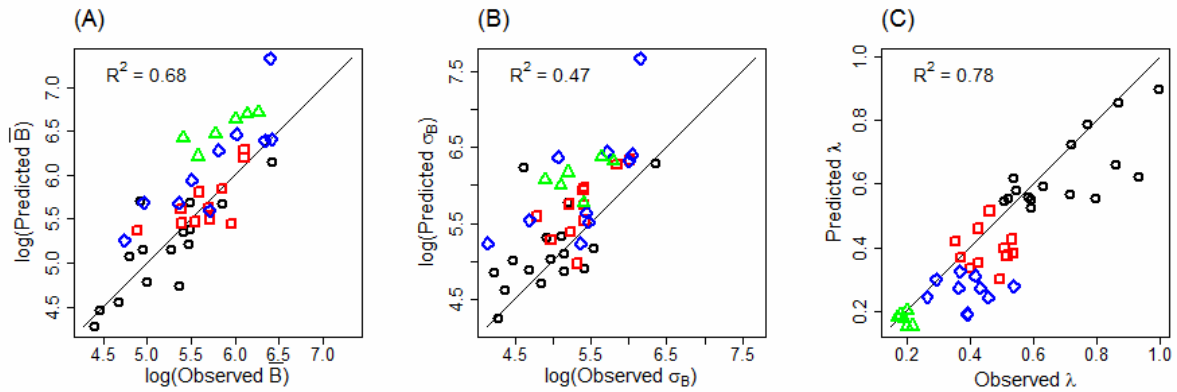 (A)
R² = 0.68
log(Predicted B̅)
4.5 5.0 5.5 6.0 6.5 7.0
4.5 5.0 5.5 6.0 6.5 7.0
log(Observed B̅)
(B)
R² = 0.47
log(Predicted σ_B)
4.5 5.5 6.5 7.5
4.5 5.5 6.5 7.5
log(Observed σ_B)
(C)
R² = 0.78
Predicted λ
0.2 0.4 0.6 0.8 1.0
0.2 0.4 0.6 0.8 1.0
Observed λ